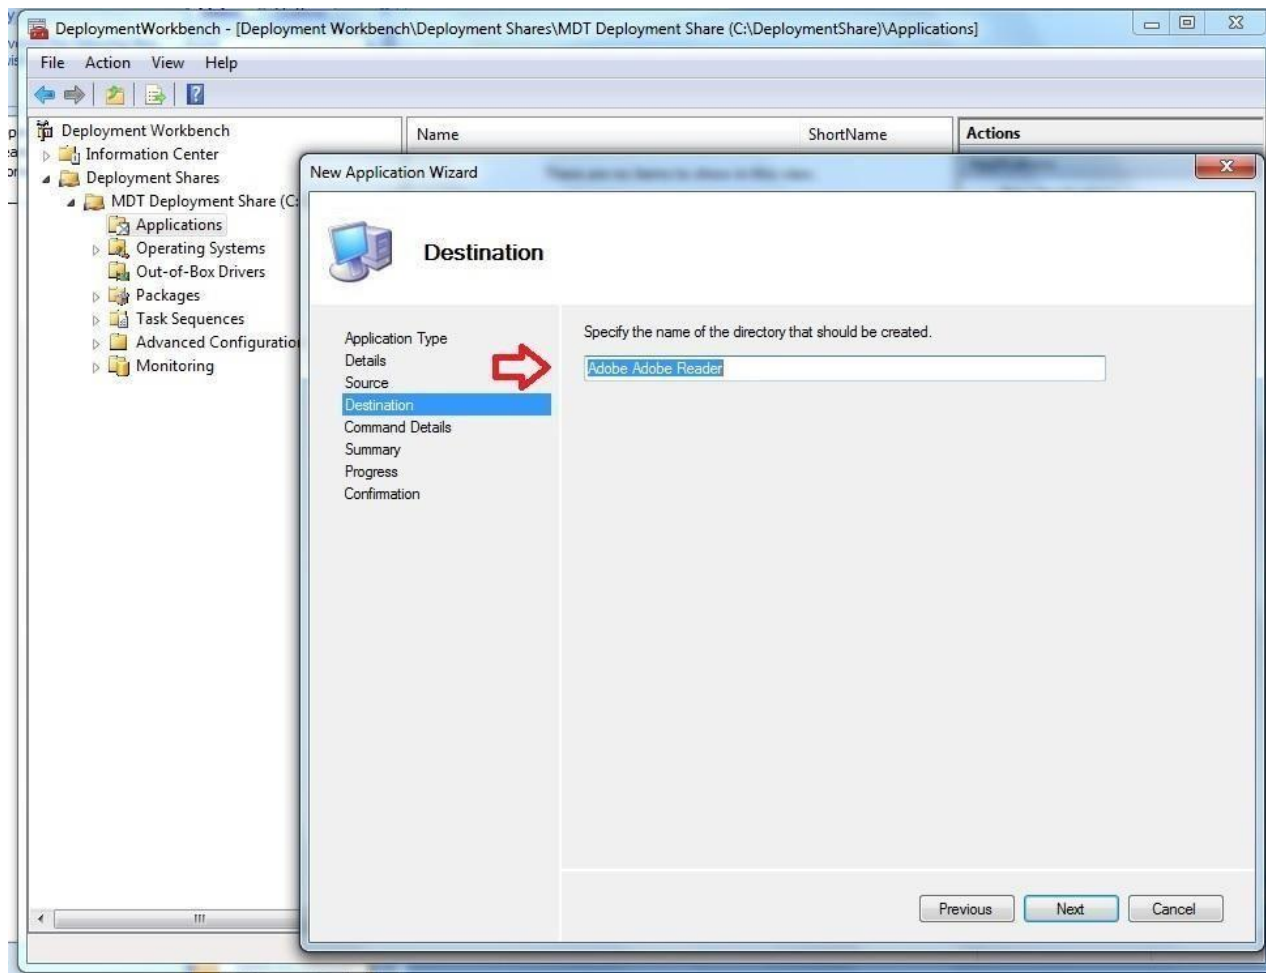 DeploymentWorkbench - [Deployment Workbench\Deployment Shares\MDT Deployment Share (C:\DeploymentShare)\Applications]
File Action View Help
Deployment Workbench
Information Center
Deployment Shares
MDT Deployment Share (C:
Applications
Operating Systems
Out-of-Box Drivers
Packages
Task Sequences
Advanced Configuratio
Monitoring
Name ShortName Actions
New Application Wizard
Destination
Application Type
Details
Source
Destination
Command Details
Summary
Progress
Confirmation
Specify the name of the directory that should be created.
Adobe Adobe Reader
Previous Next Cancel